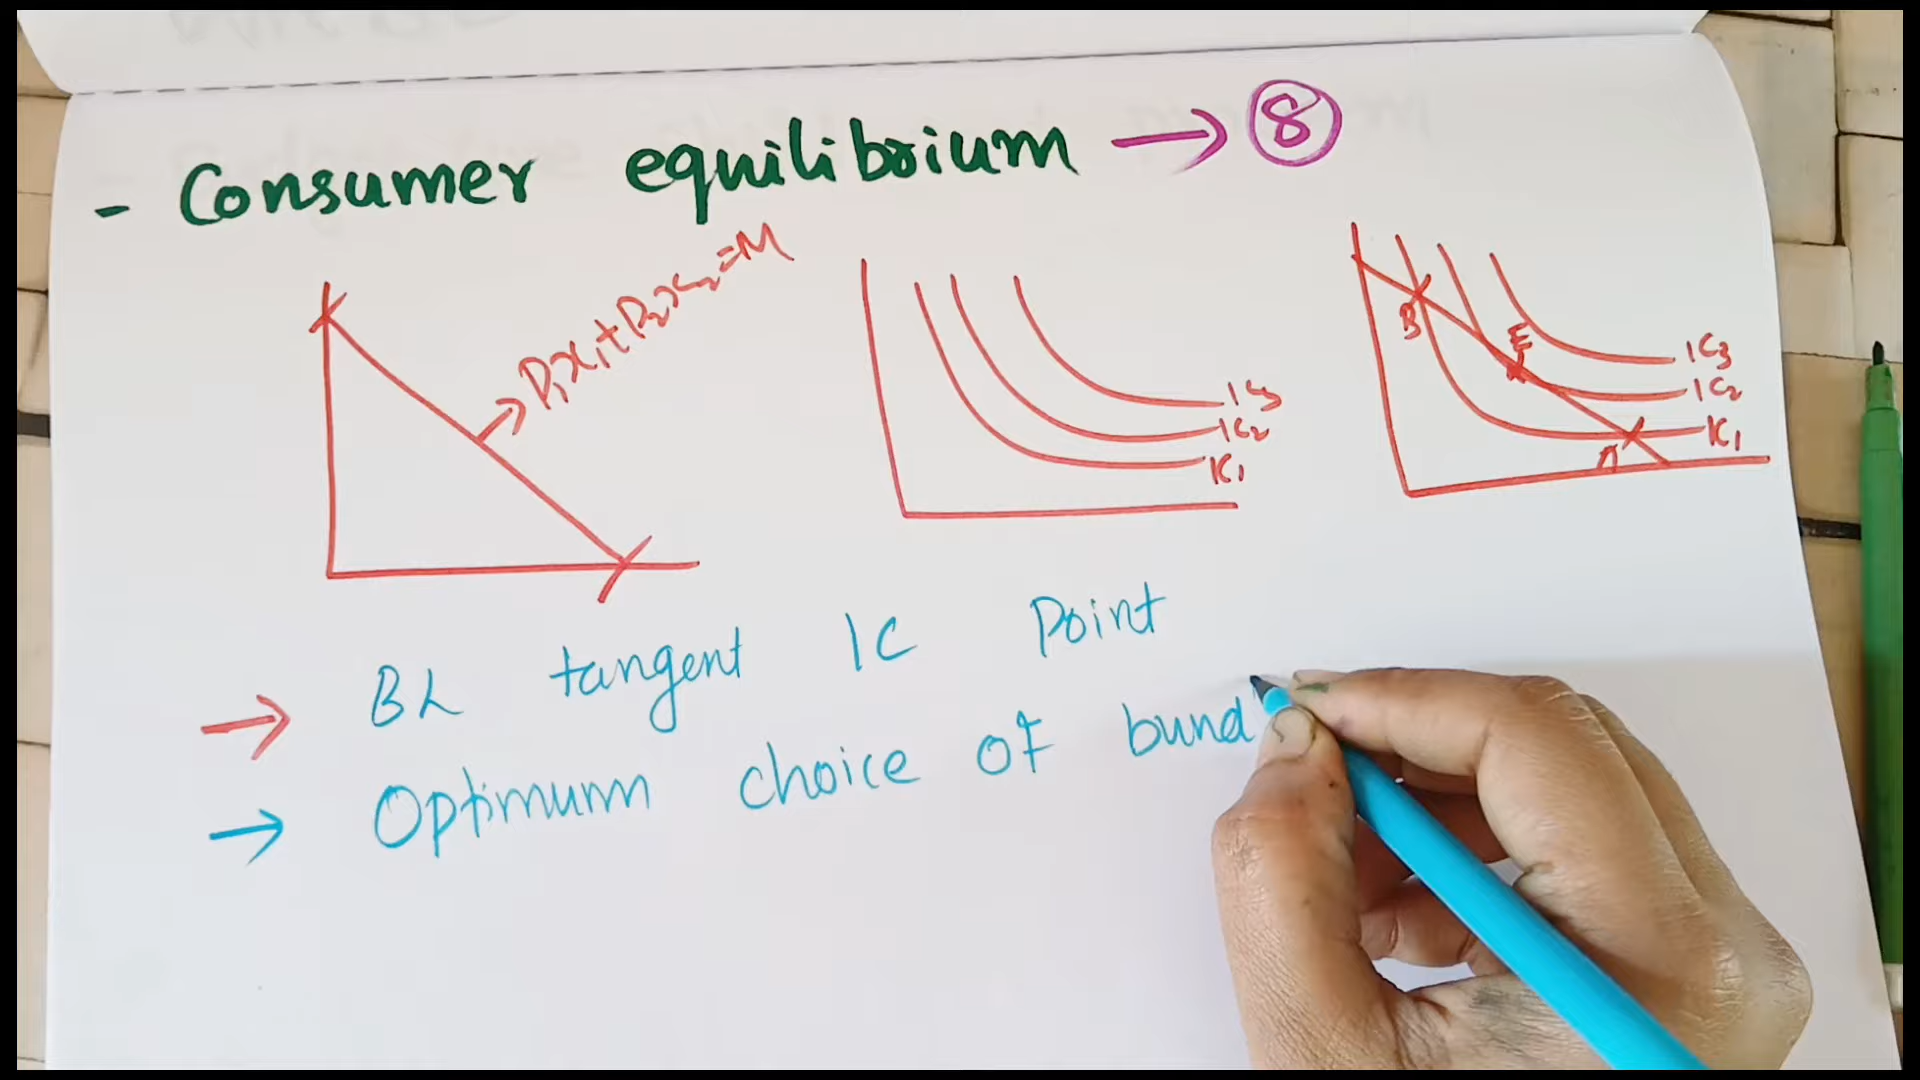 - Consumer equilibrium → 8
P₁x₁+P₂x₂=M
IC3
IC2
IC1
B
E
A
IC3
IC2
IC1
→ BL tangent IC Point
→ Optimum choice of bund